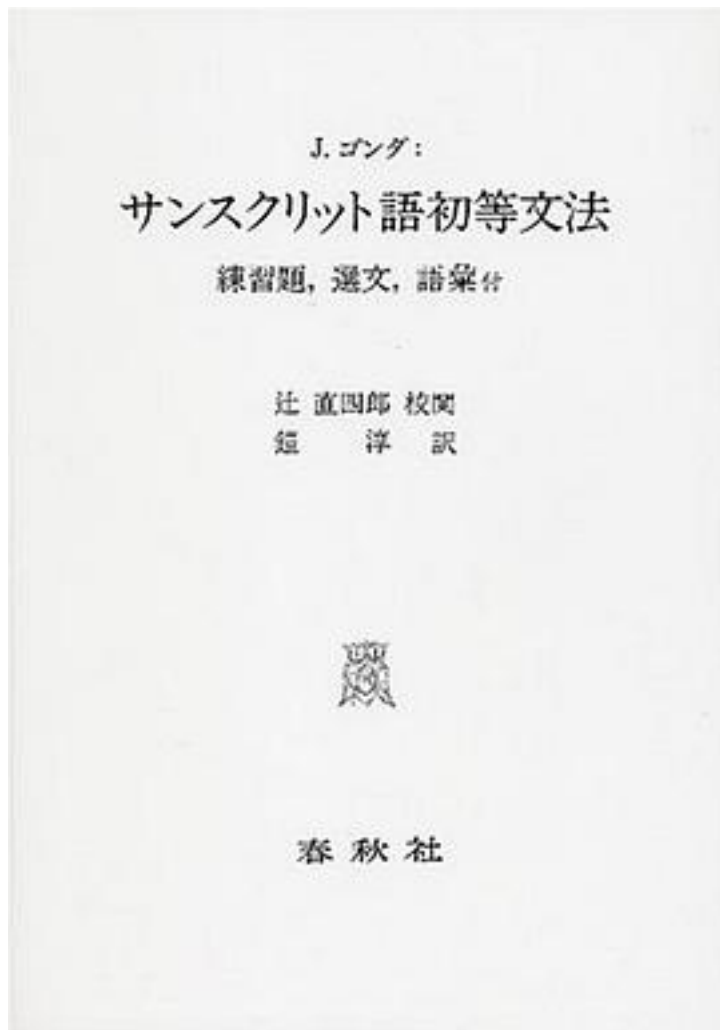 J. ゴンダ:
サンスクリット語初等文法
練習題, 選文, 語彙付
辻 直四郎 校閲
鎧 淳 訳
春秋社